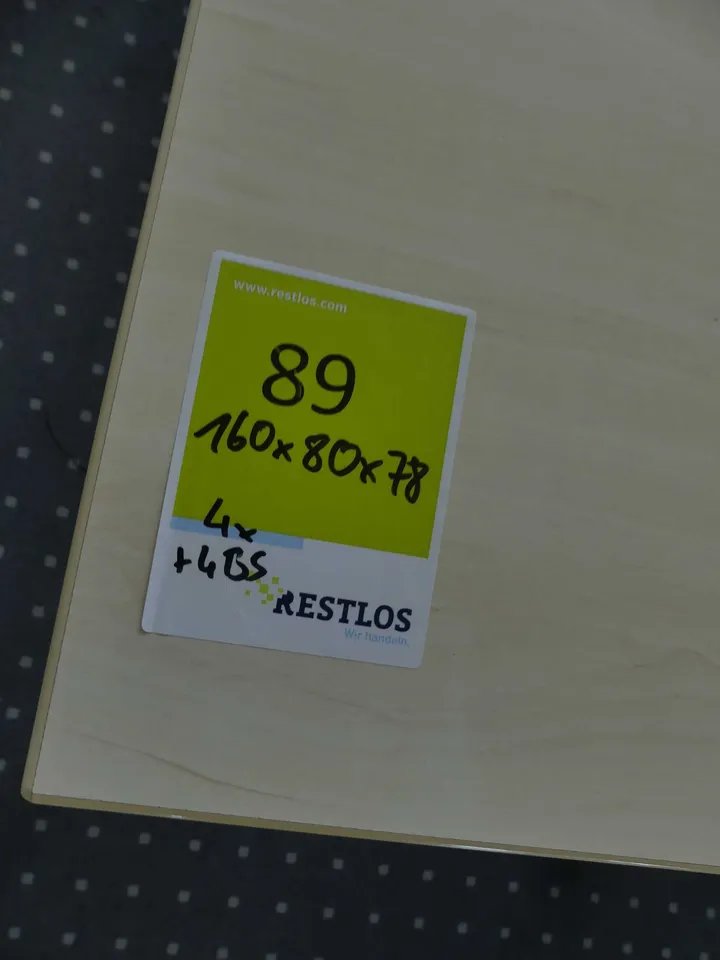 www.restlos.com
89
160x80x78
4x
+4BS
RESTLOS
Wir handeln.